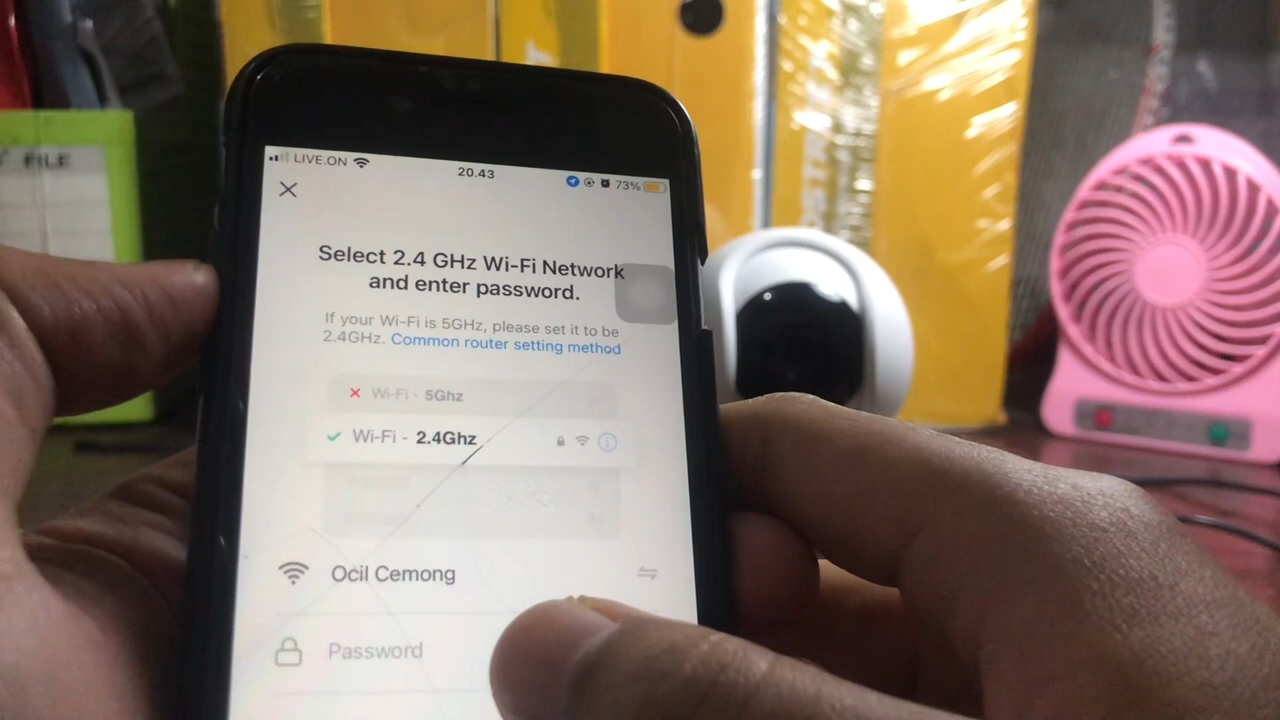 FILE
LIVE.ON
20.43
73%
Select 2.4 GHz Wi-Fi Network
and enter password.
If your Wi-Fi is 5GHz, please set it to be
2.4GHz. Common router setting method
Wi-Fi - 5Ghz
Wi-Fi - 2.4Ghz
Ocil Cemong
Password